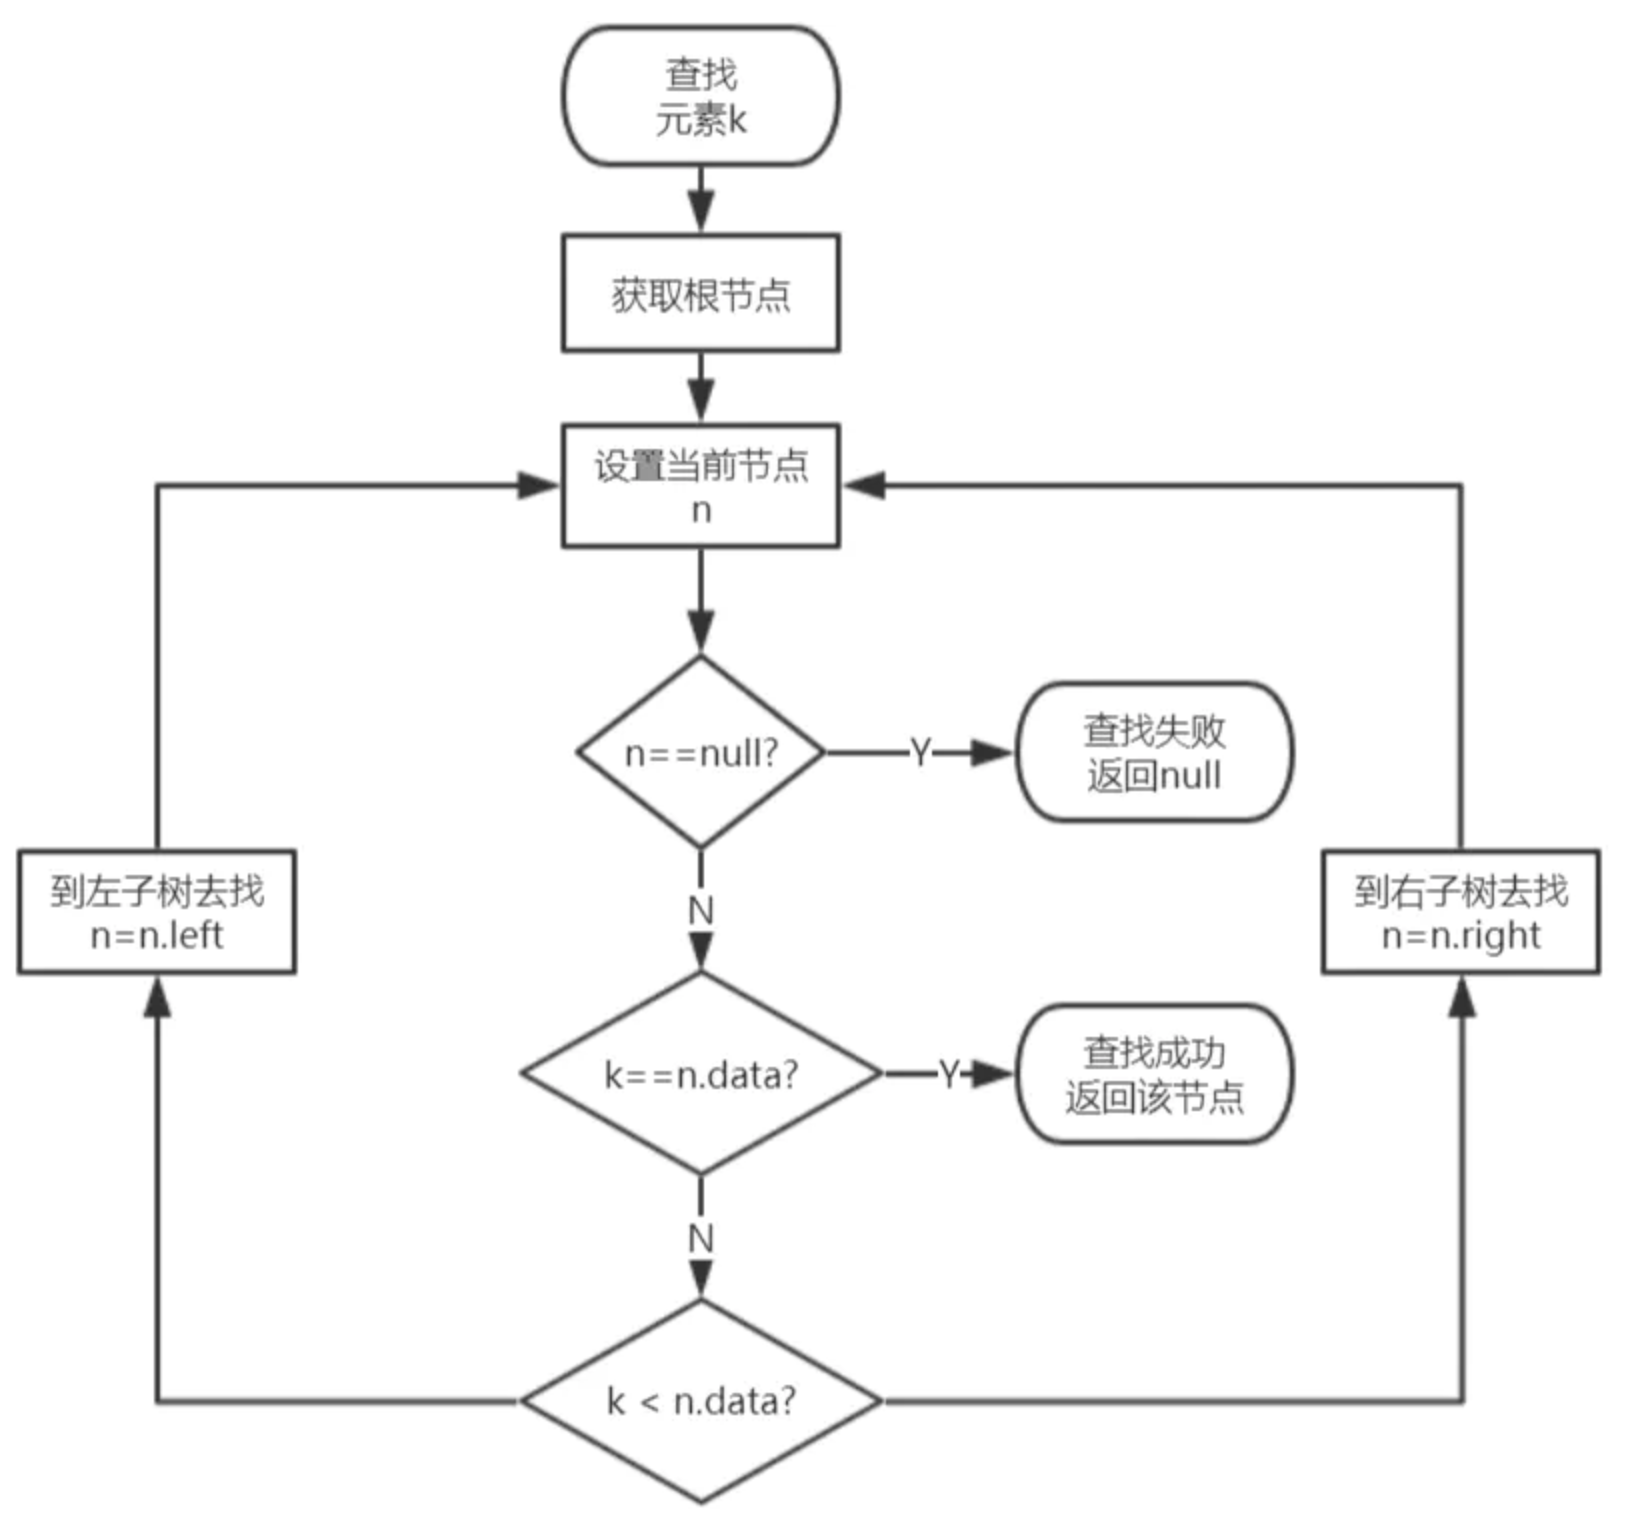 查找
元素k
获取根节点
设置当前节点
n
n==null?
Y
查找失败
返回null
N
到左子树去找
n=n.left
到右子树去找
n=n.right
k==n.data?
Y
查找成功
返回该节点
N
k < n.data?